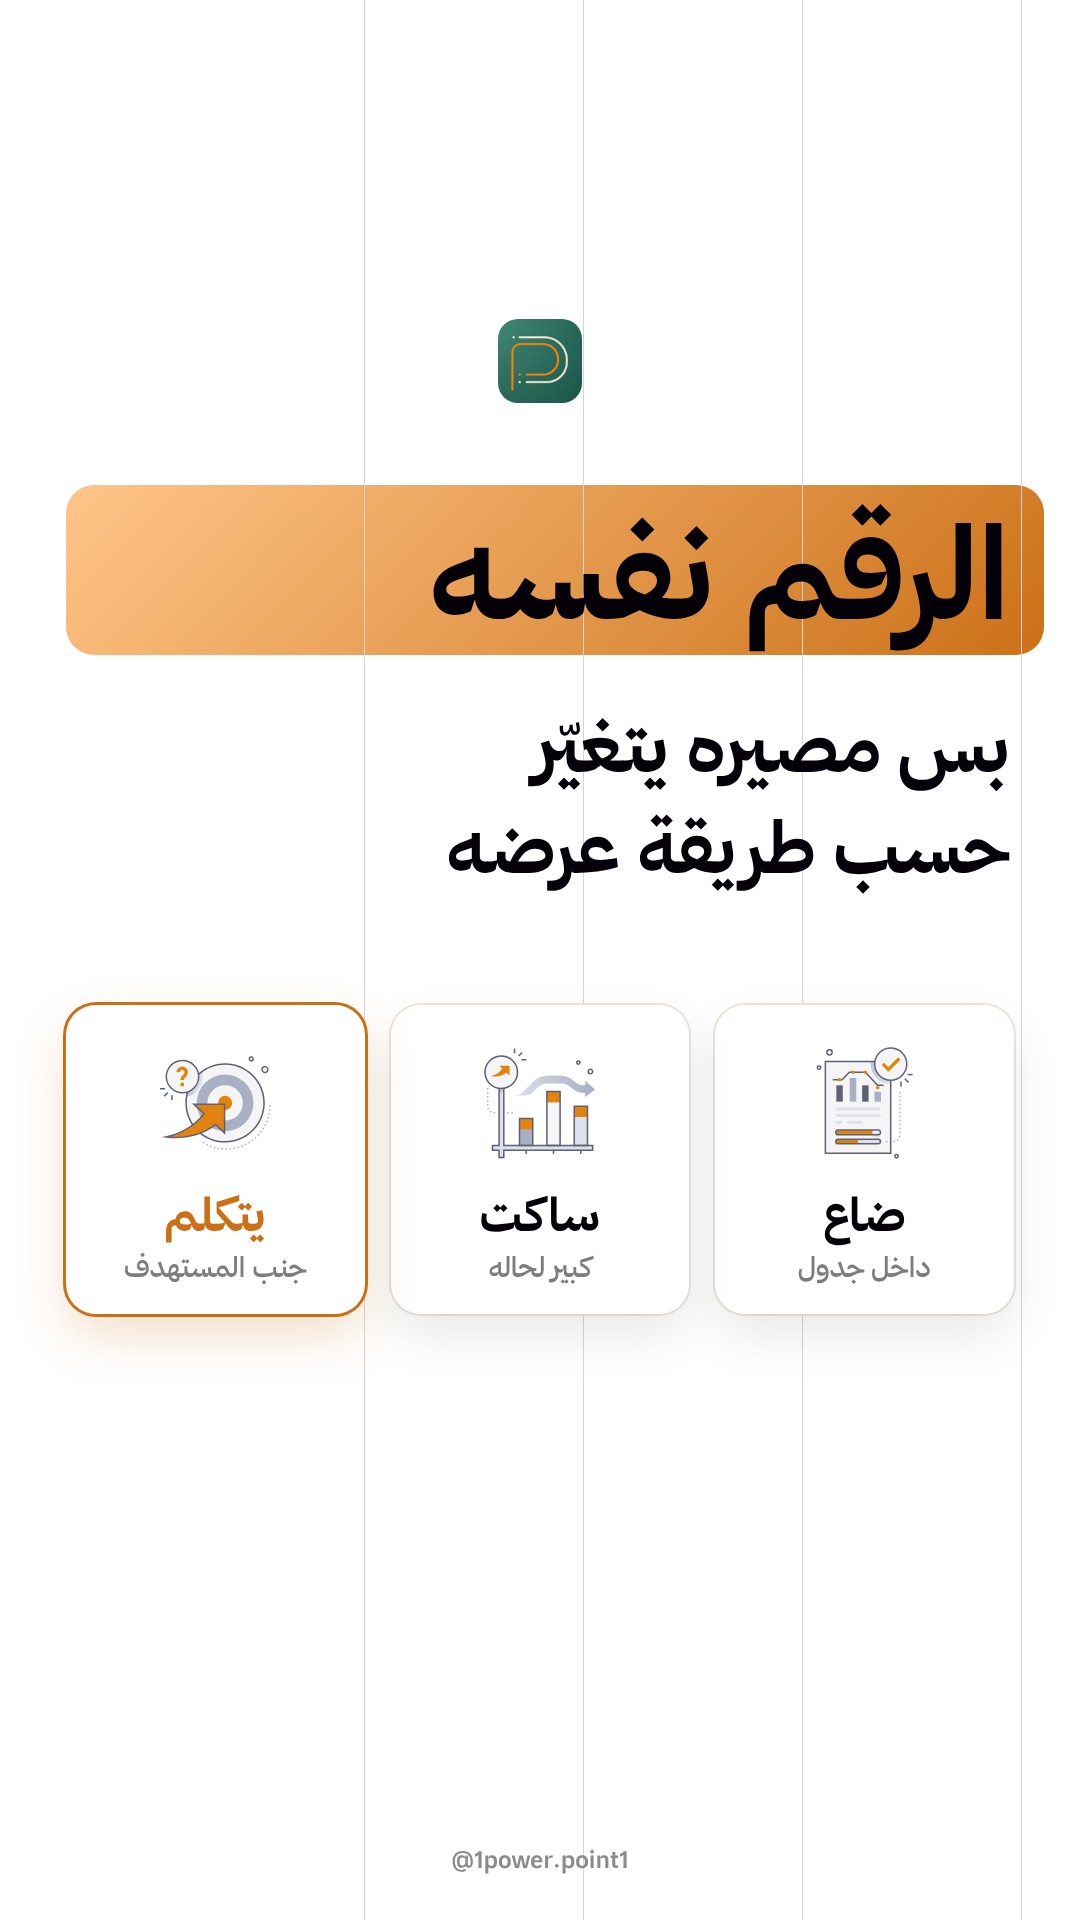 الرقم نفسه
بس مصيره يتغيّر
حسب طريقة عرضه
ضاع
داخل جدول
ساكت
كبير لحاله
?
يتكلم
جنب المستهدف
@1power.point1